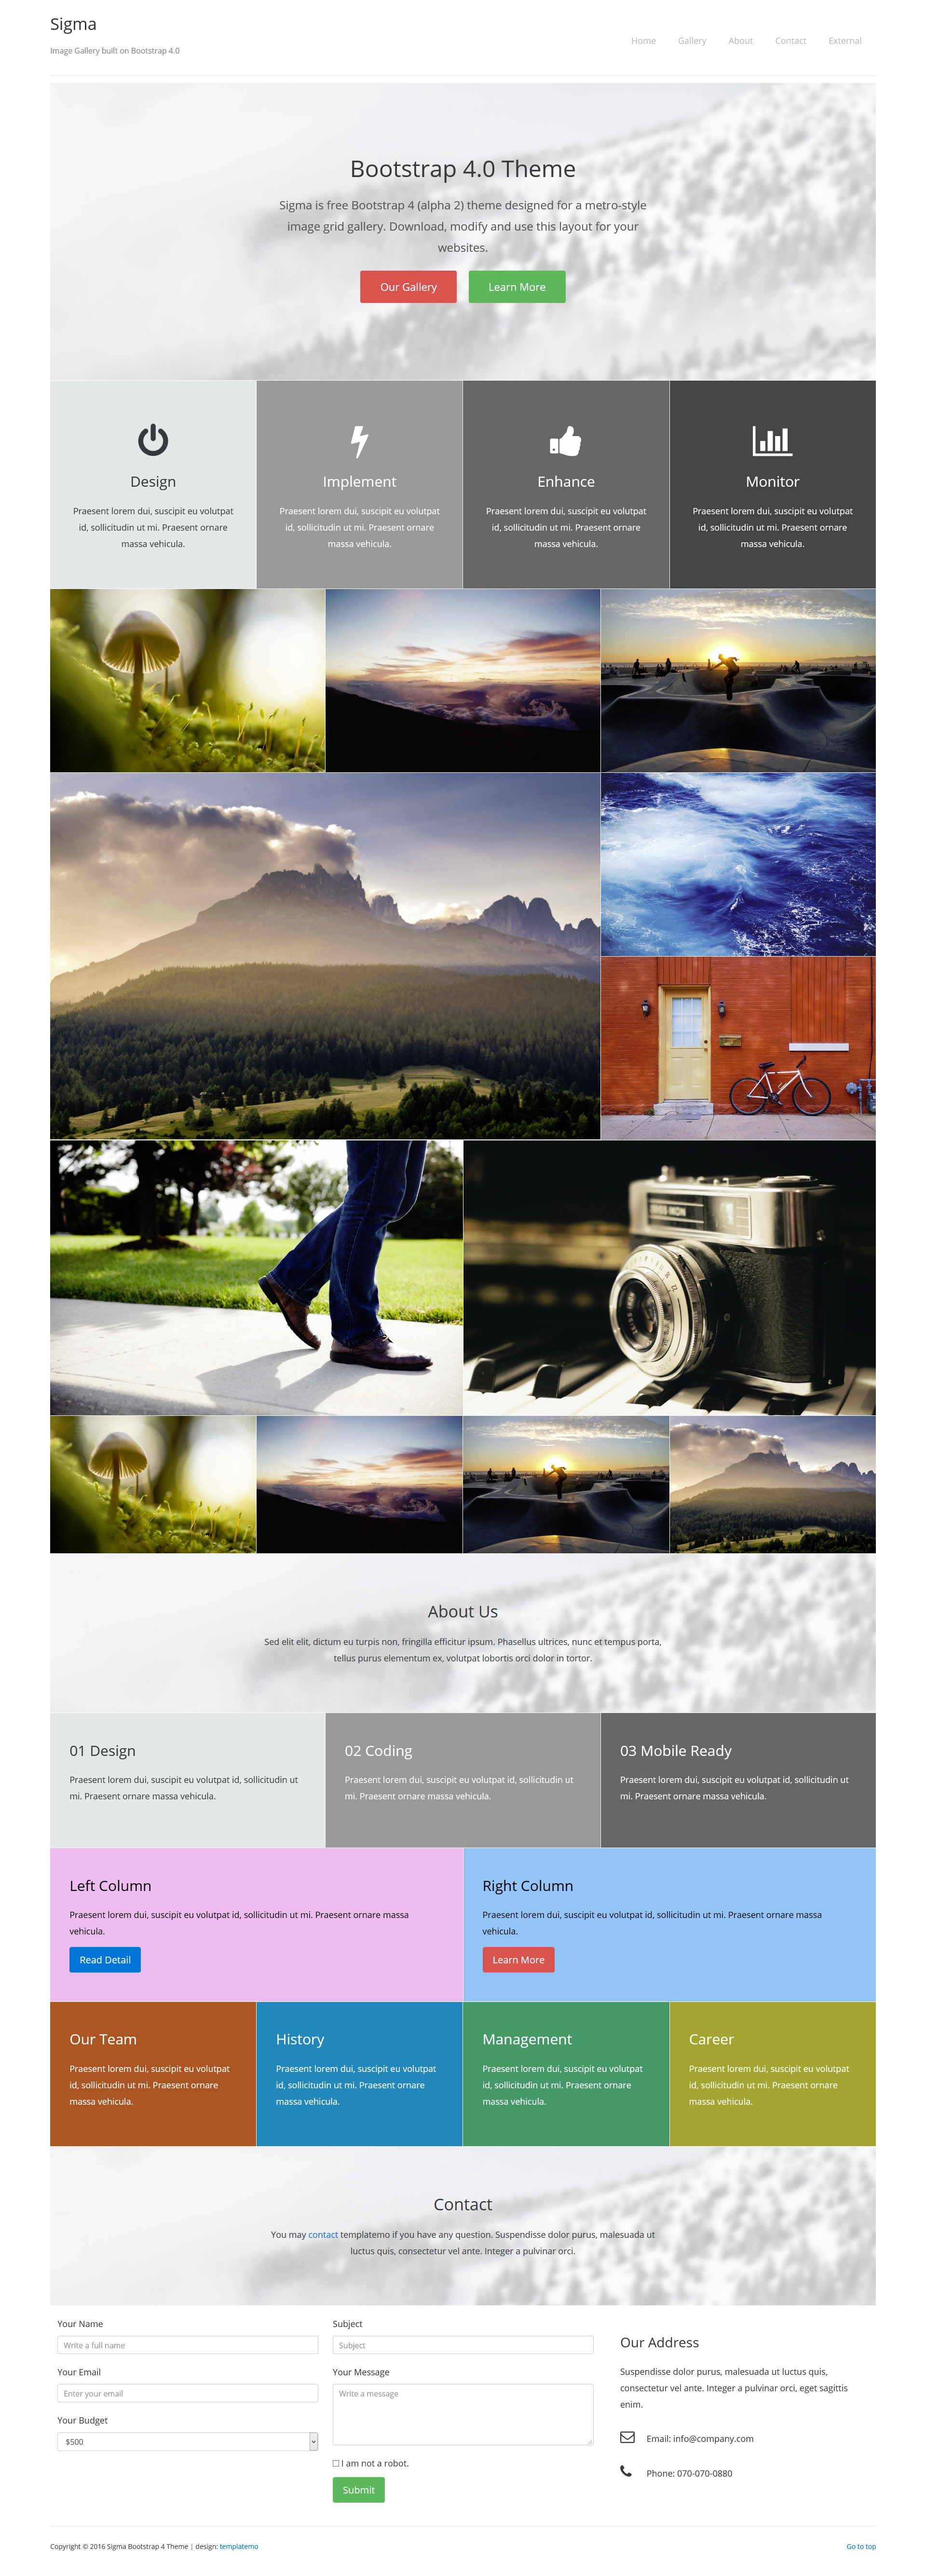 Sigma
Image Gallery built on Bootstrap 4.0
Home Gallery About Contact External
Bootstrap 4.0 Theme
Sigma is free Bootstrap 4 (alpha 2) theme designed for a metro-style
image grid gallery. Download, modify and use this layout for your
websites.
Our Gallery
Learn More
Design
Praesent lorem dui, suscipit eu volutpat
id, sollicitudin ut mi. Praesent ornare
massa vehicula.
Implement
Praesent lorem dui, suscipit eu volutpat
id, sollicitudin ut mi. Praesent ornare
massa vehicula.
Enhance
Praesent lorem dui, suscipit eu volutpat
id, sollicitudin ut mi. Praesent ornare
massa vehicula.
Monitor
Praesent lorem dui, suscipit eu volutpat
id, sollicitudin ut mi. Praesent ornare
massa vehicula.
About Us
Sed elit elit, dictum eu turpis non, fringilla efficitur ipsum. Phasellus ultrices, nunc et tempus porta,
tellus purus elementum ex, volutpat lobortis orci dolor in tortor.
01 Design
Praesent lorem dui, suscipit eu volutpat id, sollicitudin ut
mi. Praesent ornare massa vehicula.
02 Coding
Praesent lorem dui, suscipit eu volutpat id, sollicitudin ut
mi. Praesent ornare massa vehicula.
03 Mobile Ready
Praesent lorem dui, suscipit eu volutpat id, sollicitudin ut
mi. Praesent ornare massa vehicula.
Left Column
Praesent lorem dui, suscipit eu volutpat id, sollicitudin ut mi. Praesent ornare massa
vehicula.
Read Detail
Right Column
Praesent lorem dui, suscipit eu volutpat id, sollicitudin ut mi. Praesent ornare massa
vehicula.
Learn More
Our Team
Praesent lorem dui, suscipit eu volutpat
id, sollicitudin ut mi. Praesent ornare
massa vehicula.
History
Praesent lorem dui, suscipit eu volutpat
id, sollicitudin ut mi. Praesent ornare
massa vehicula.
Management
Praesent lorem dui, suscipit eu volutpat
id, sollicitudin ut mi. Praesent ornare
massa vehicula.
Career
Praesent lorem dui, suscipit eu volutpat
id, sollicitudin ut mi. Praesent ornare
massa vehicula.
Contact
You may contact templatemo if you have any question. Suspendisse dolor purus, malesuada ut
luctus quis, consectetur vel ante. Integer a pulvinar orci.
Your Name
Write a full name
Your Email
Enter your email
Your Budget
$500
Subject
Subject
Your Message
Write a message
I am not a robot.
Submit
Our Address
Suspendisse dolor purus, malesuada ut luctus quis,
consectetur vel ante. Integer a pulvinar orci, eget sagittis
enim.
Email: info@company.com
Phone: 070-070-0880
Copyright © 2016 Sigma Bootstrap 4 Theme | design: templatemo
Go to top